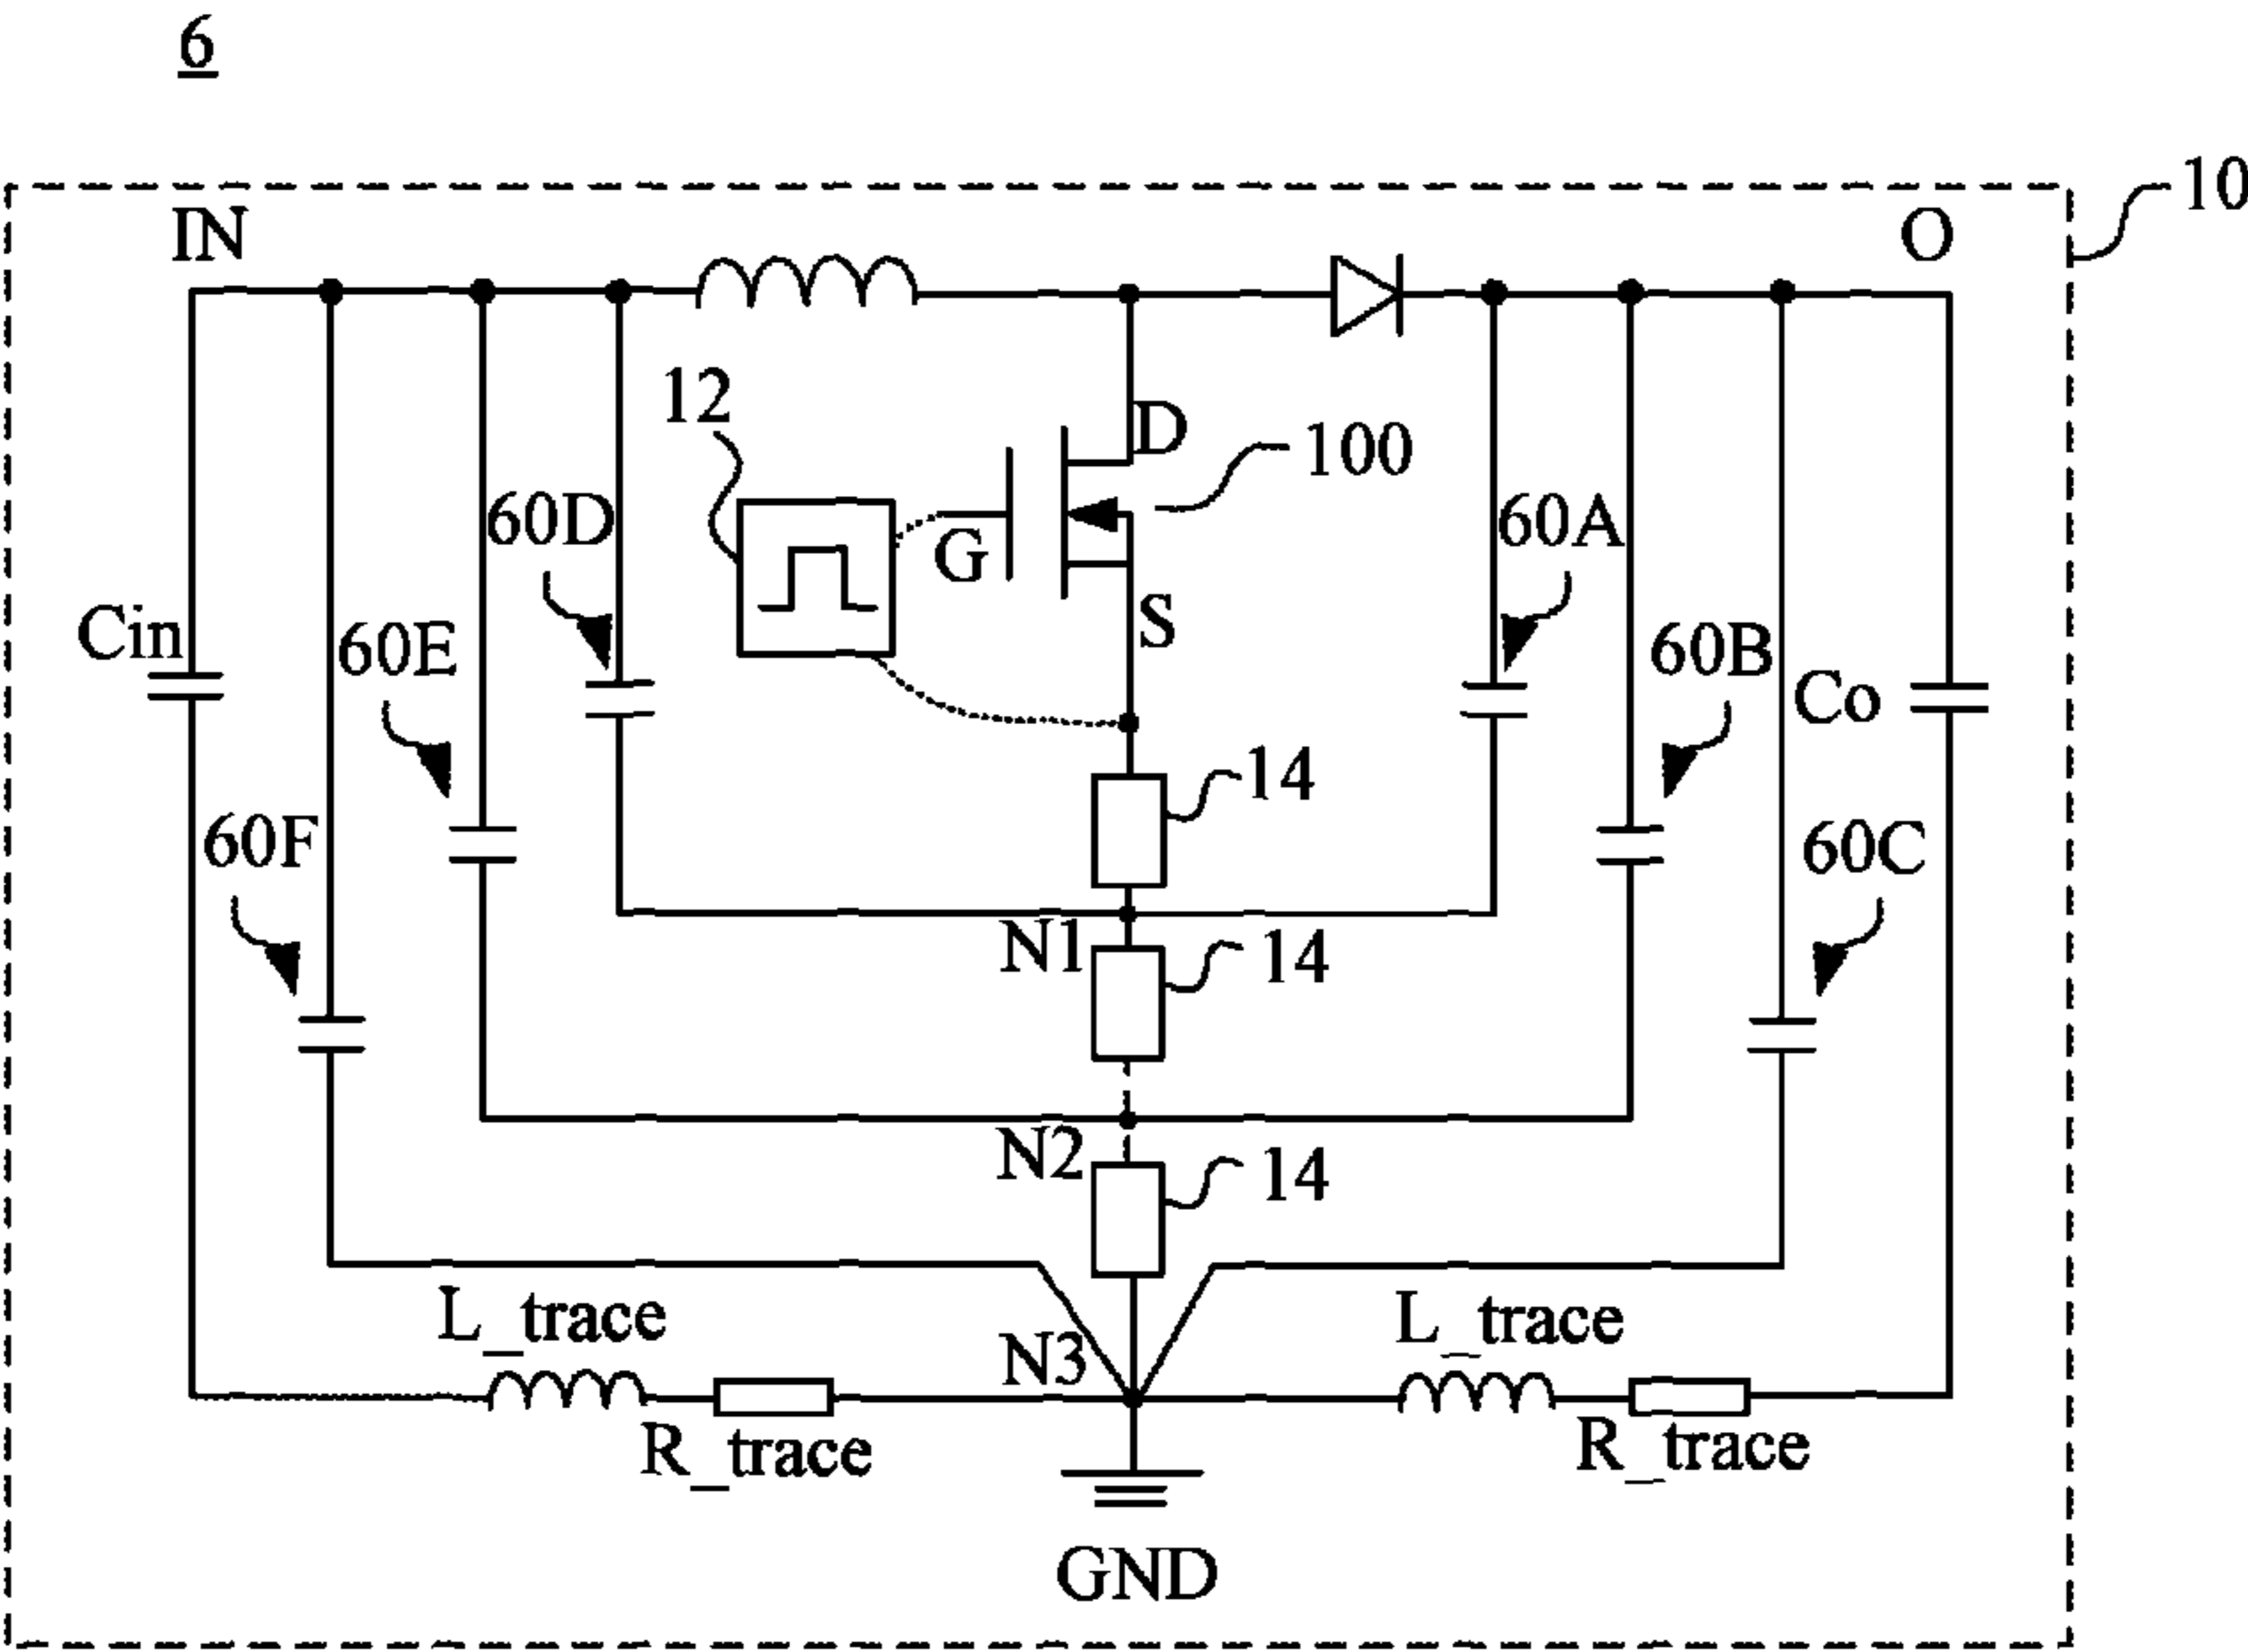 6
10
IN
O
12
D
100
60D
60A
G
S
Cin
60E
60B
Co
14
60F
60C
N1
14
N2
14
L_trace
L_trace
N3
R_trace
R_trace
GND